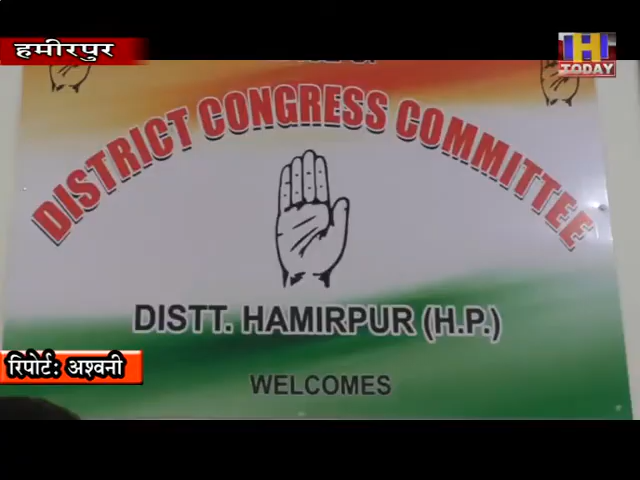 हमीरपुर
H
TODAY
DISTRICT CONGRESS COMMITTEE
DISTT. HAMIRPUR (H.P.)
रिपोर्ट: अश्वनी
WELCOMES